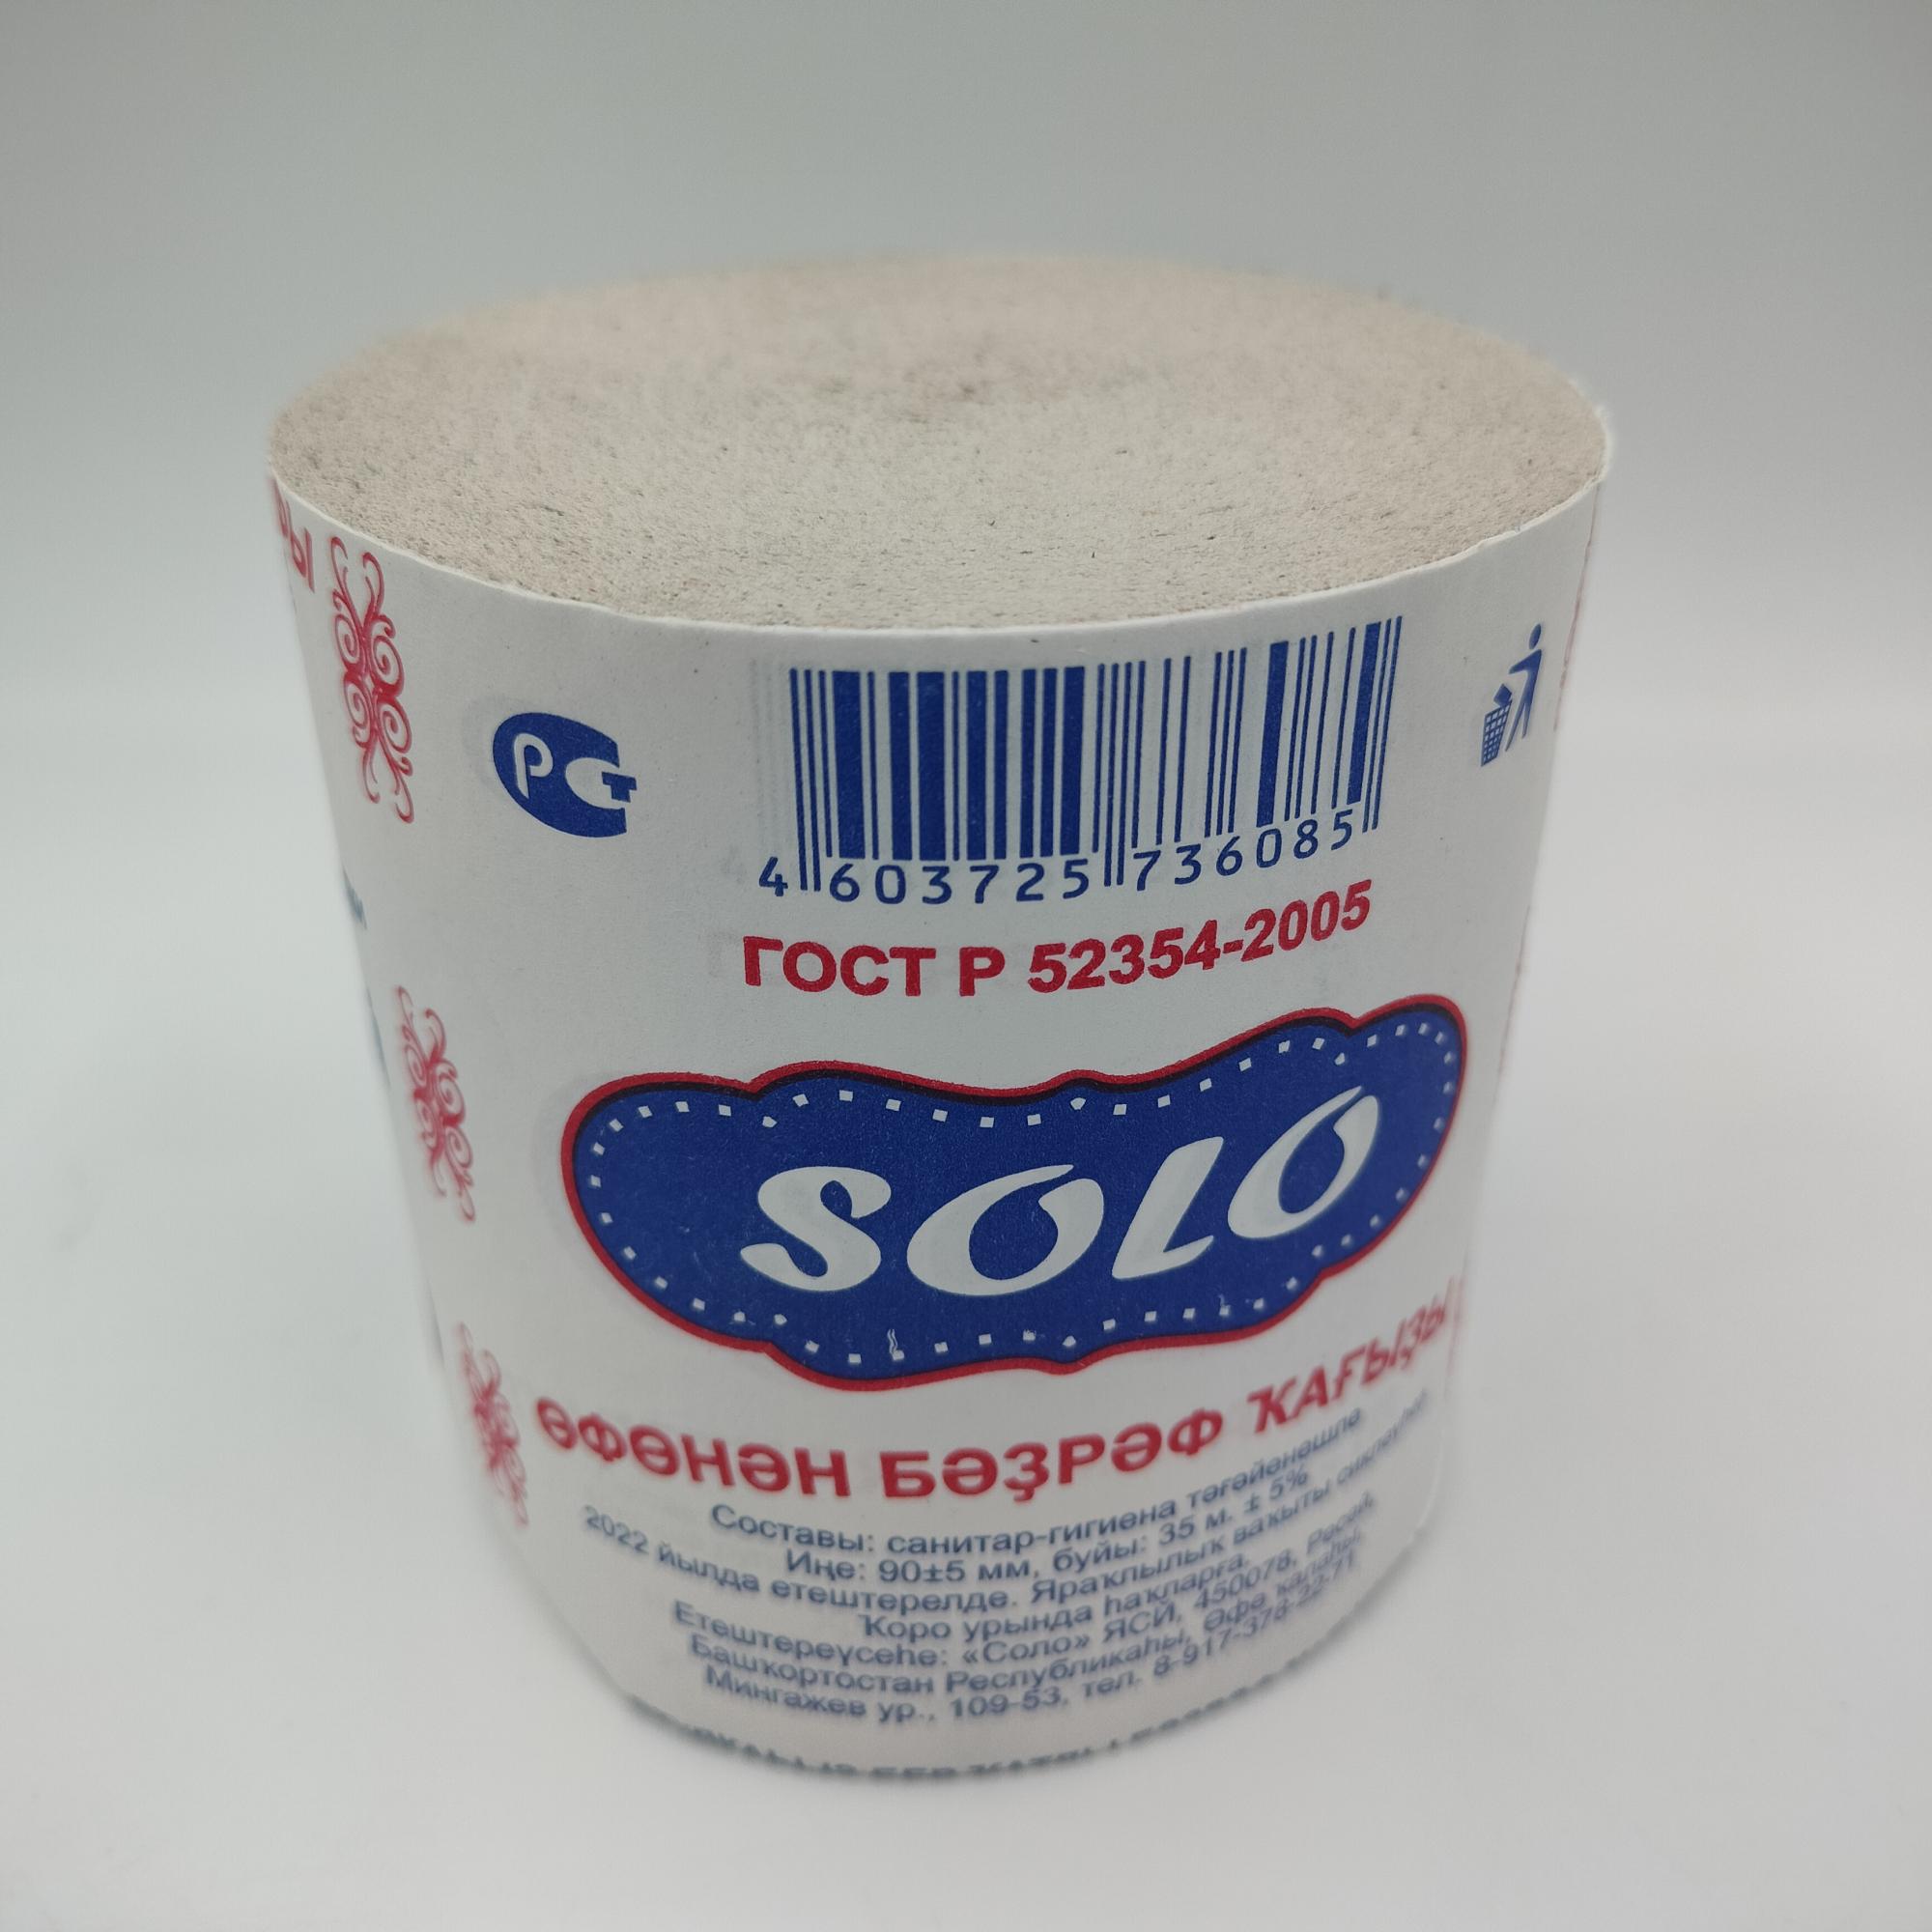 РСТ
4 603725 736085
ГОСТ Р 52354-2005
SOLO
ӨФӨНӘН БӘҘРӘФ ҠАҒЫҘЫ
Составы: санитар-гигиена тәғәйенәшлә
Иңе: 90±5 мм, буйы: 35 м. ± 5%
2022 йылда етештерелде. Яраҡлылыҡ ваҡыты
Ҡоро урында һаҡларға.
Етештереүсеһе: «Соло» ЯСЙ, 450078, Рәсәй,
Башҡортостан Республикаһы, Өфө ҡалаһы,
Мингажев ур., 109-53, тел. 8-917-378-22-71